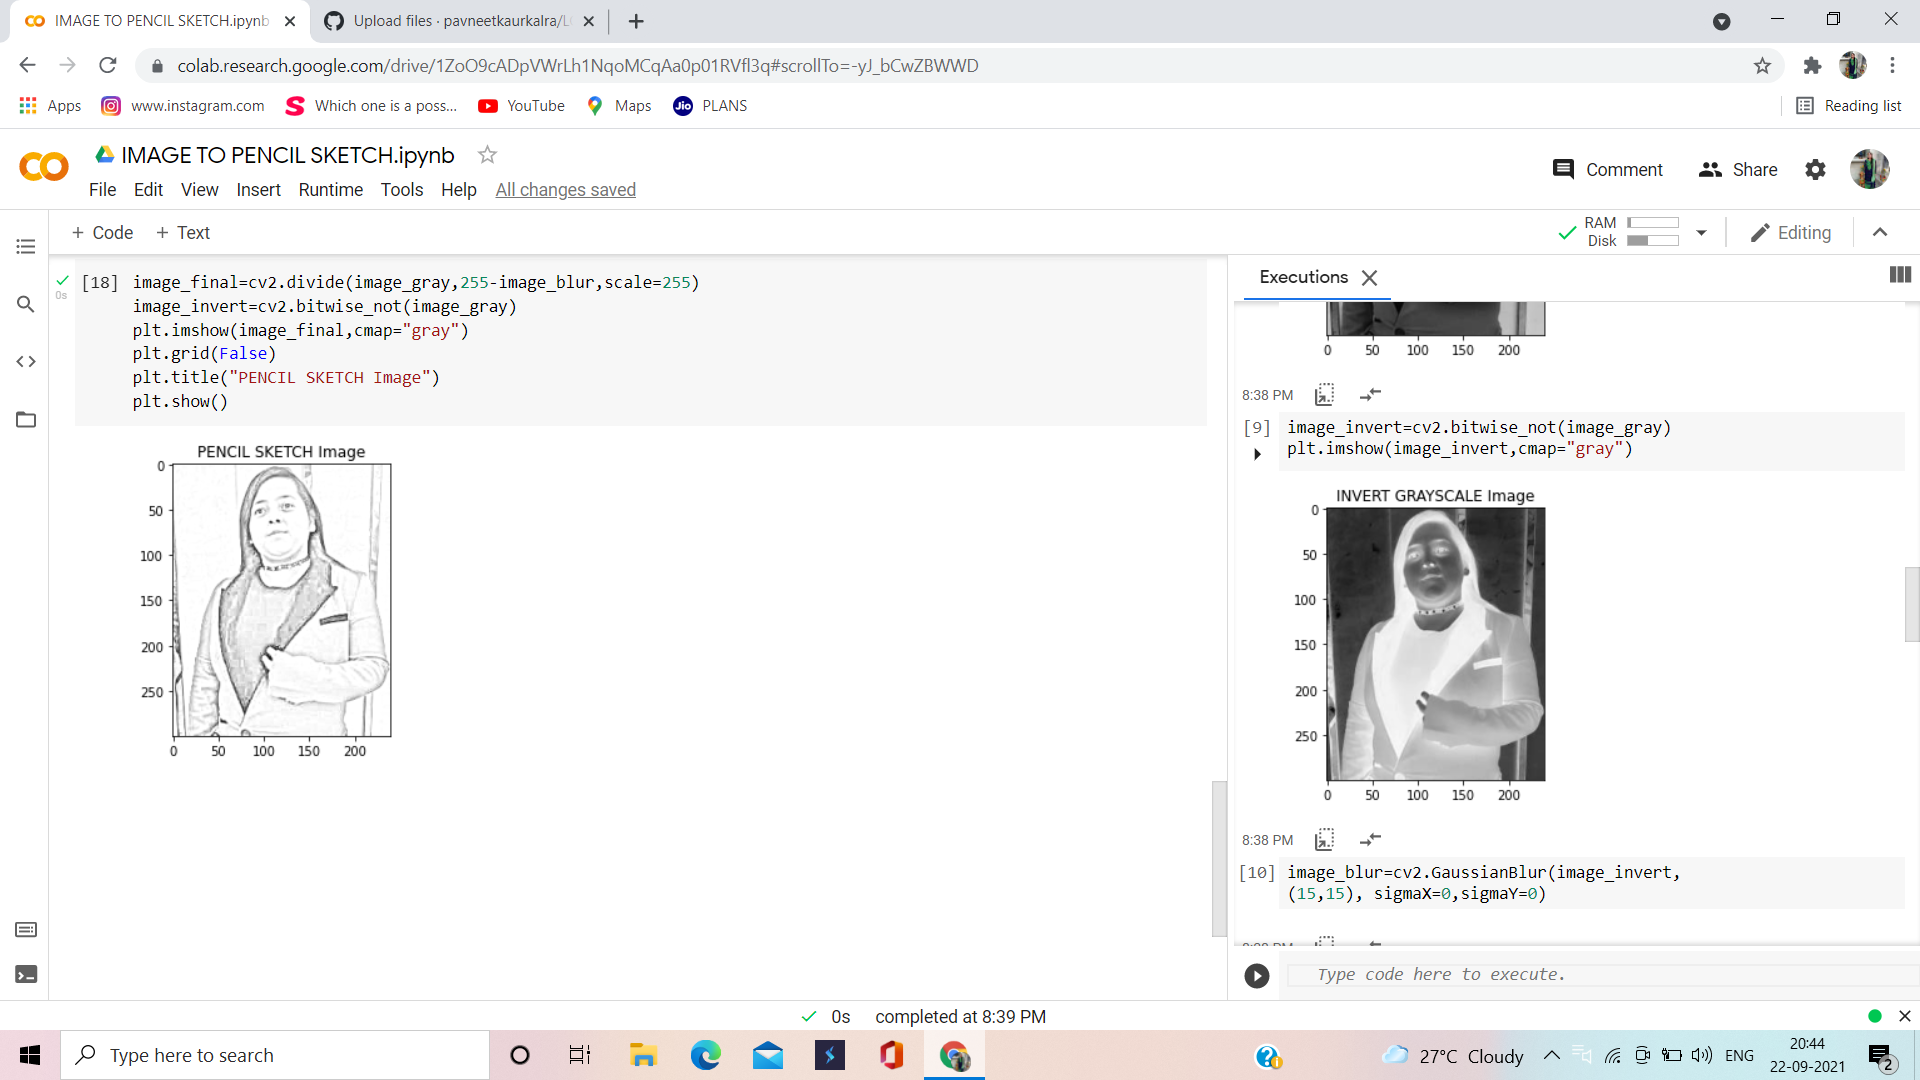 IMAGE TO PENCIL SKETCH.ipynb
Upload files · pavneetkaurkalra/
colab.research.google.com/drive/1ZoO9cADpVWrLh1NqoMCqAa0p01RVfl3q#scrollTo=-yJ_bCwZBWWD
Apps www.instagram.com Which one is a poss... YouTube Maps Jio PLANS Reading list
IMAGE TO PENCIL SKETCH.ipynb
Comment Share
File Edit View Insert Runtime Tools Help All changes saved
+ Code + Text
RAM
Disk
Editing
[18] image_final=cv2.divide(image_gray,255-image_blur,scale=255)
0s
image_invert=cv2.bitwise_not(image_gray)
plt.imshow(image_final,cmap="gray")
plt.grid(False)
plt.title("PENCIL SKETCH Image")
plt.show()
PENCIL SKETCH Image
0
50
100
150
200
250
0 50 100 150 200
Executions
0 50 100 150 200
8:38 PM
[9] image_invert=cv2.bitwise_not(image_gray)
plt.imshow(image_invert,cmap="gray")
INVERT GRAYSCALE Image
0
50
100
150
200
250
0 50 100 150 200
8:38 PM
[10] image_blur=cv2.GaussianBlur(image_invert,
(15,15), sigmaX=0,sigmaY=0)
Type code here to execute.
0s completed at 8:39 PM
Type here to search
27°C Cloudy
ENG
20:44
22-09-2021
2